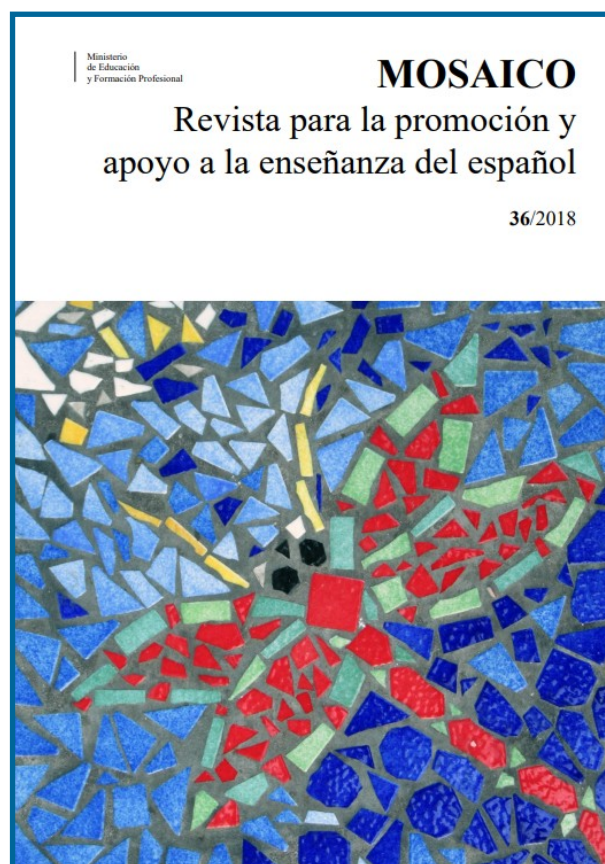 Ministerio
de Educación
y Formación Profesional
MOSAICO
Revista para la promoción y
apoyo a la enseñanza del español
36/2018